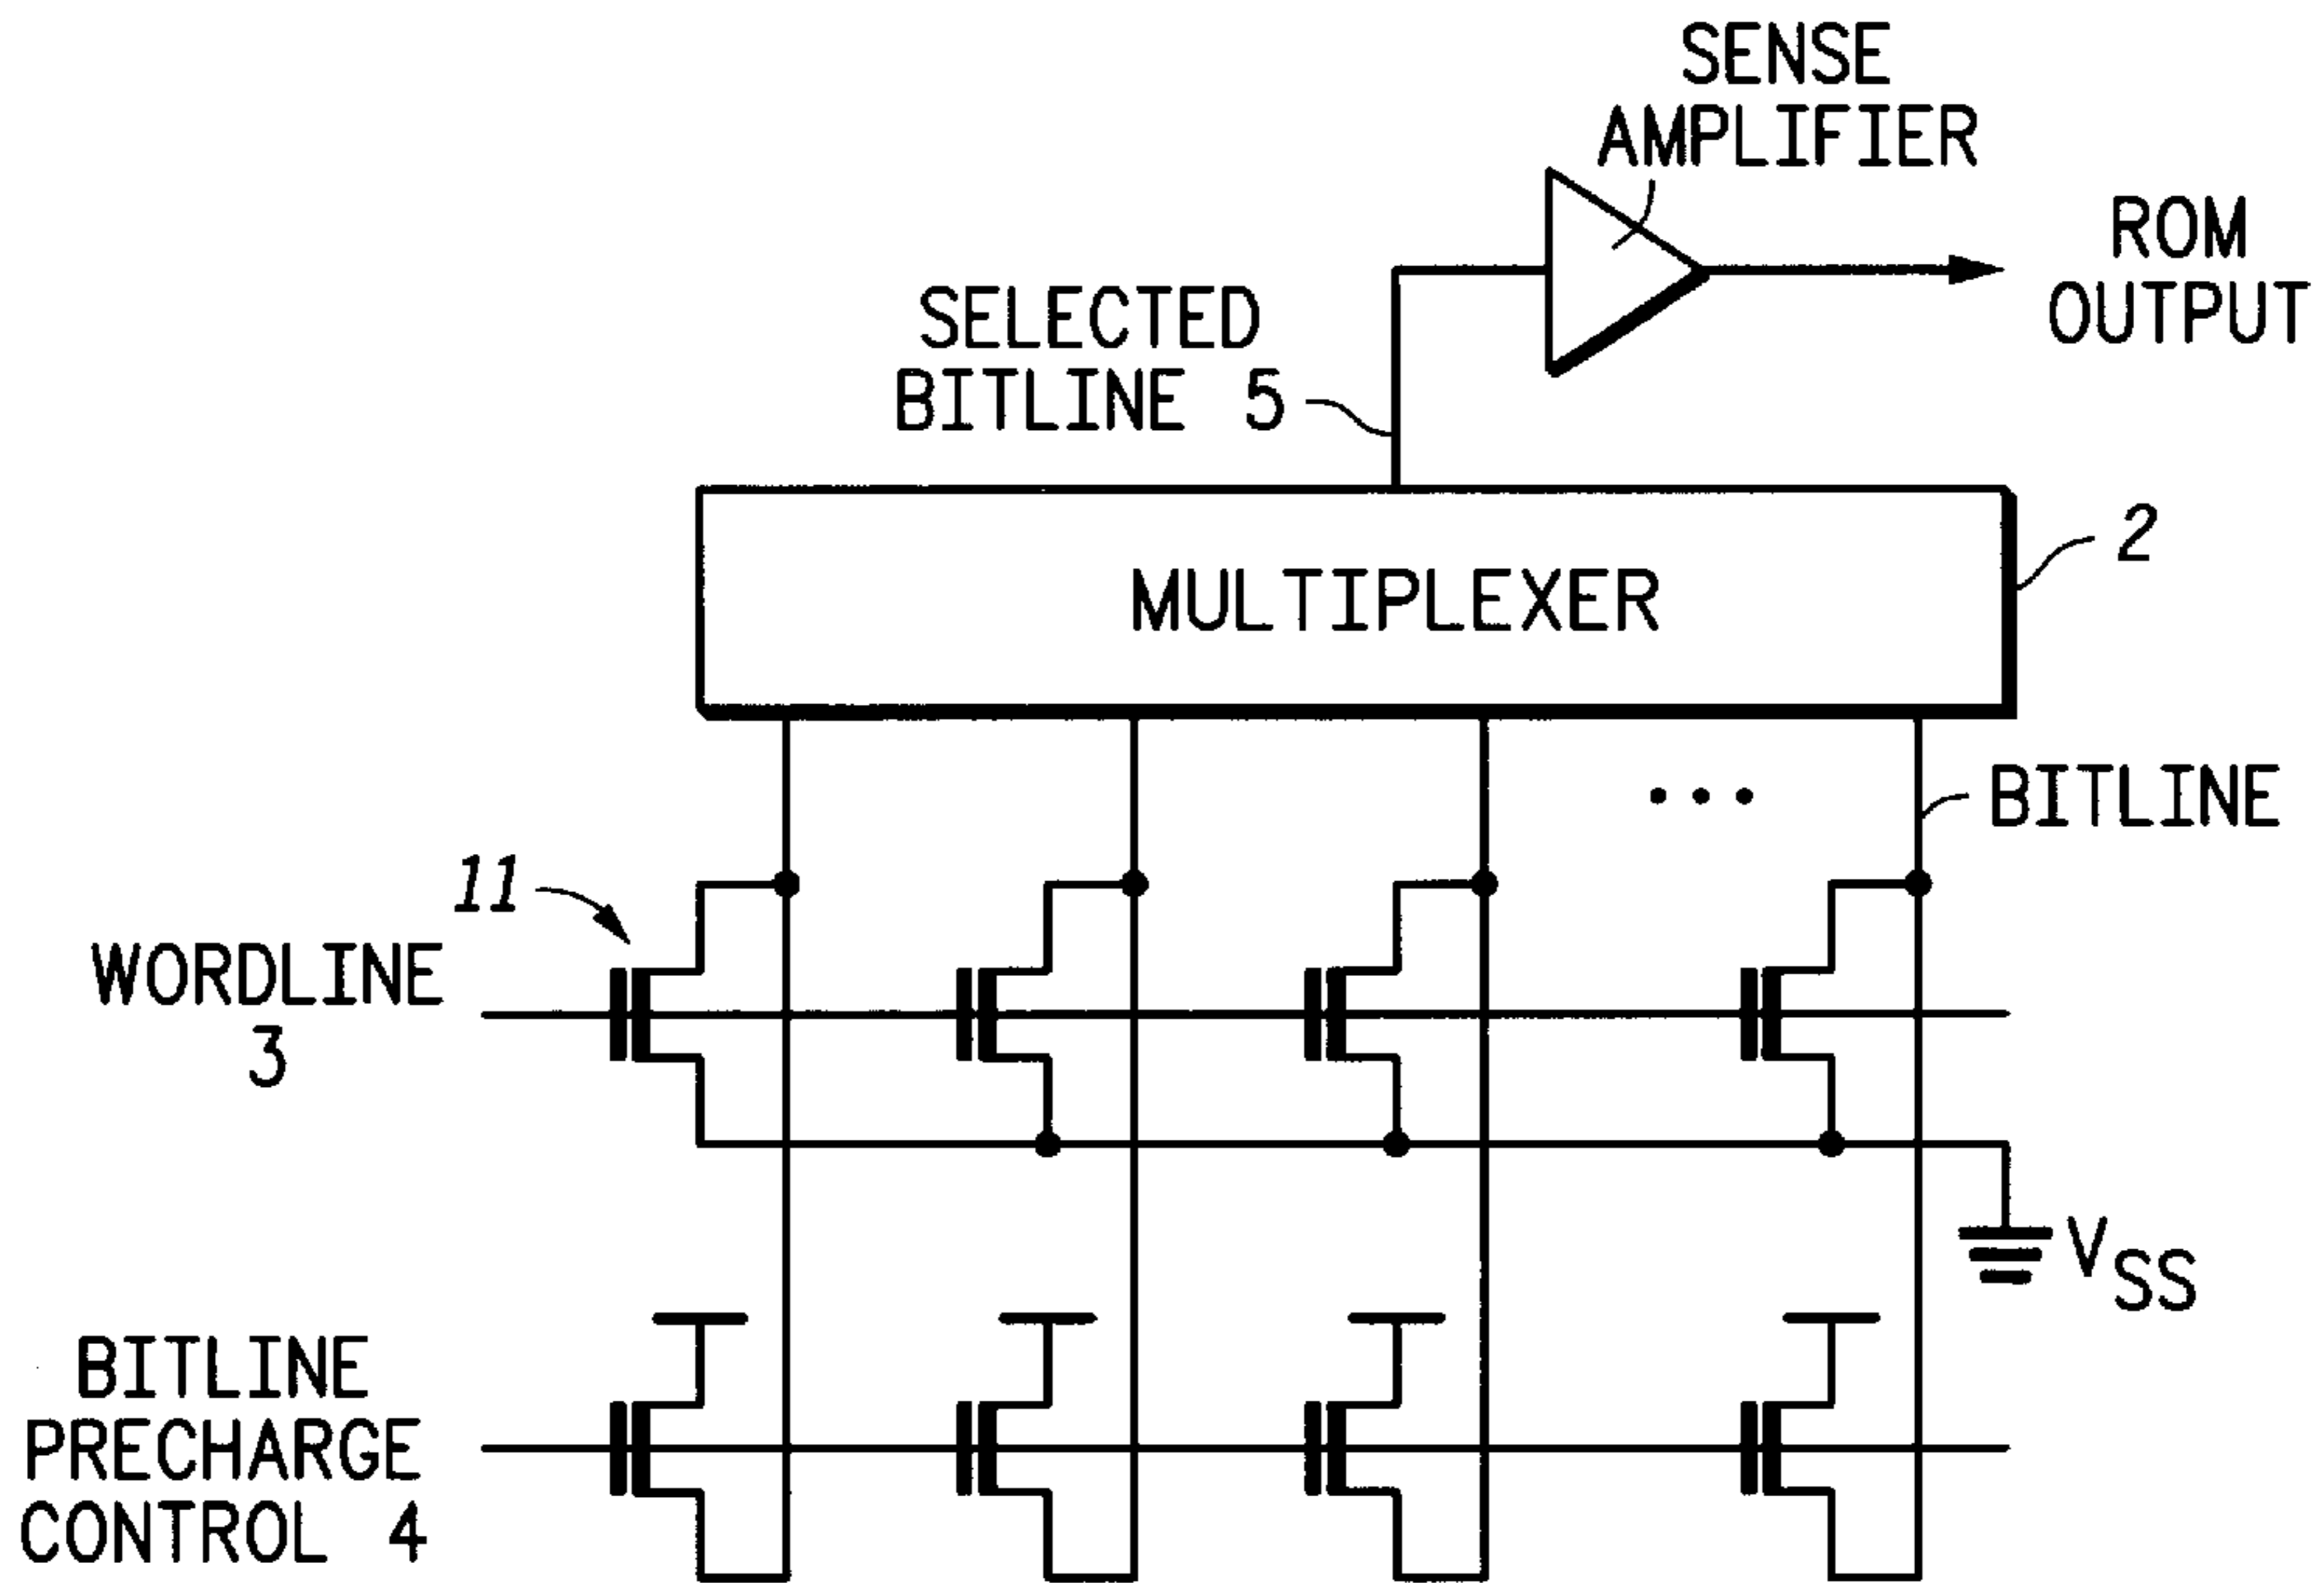 SENSE
AMPLIFIER
ROM
OUTPUT
SELECTED
BITLINE 5
MULTIPLEXER
2
BITLINE
11
WORDLINE
3
VSS
BITLINE
PRECHARGE
CONTROL 4